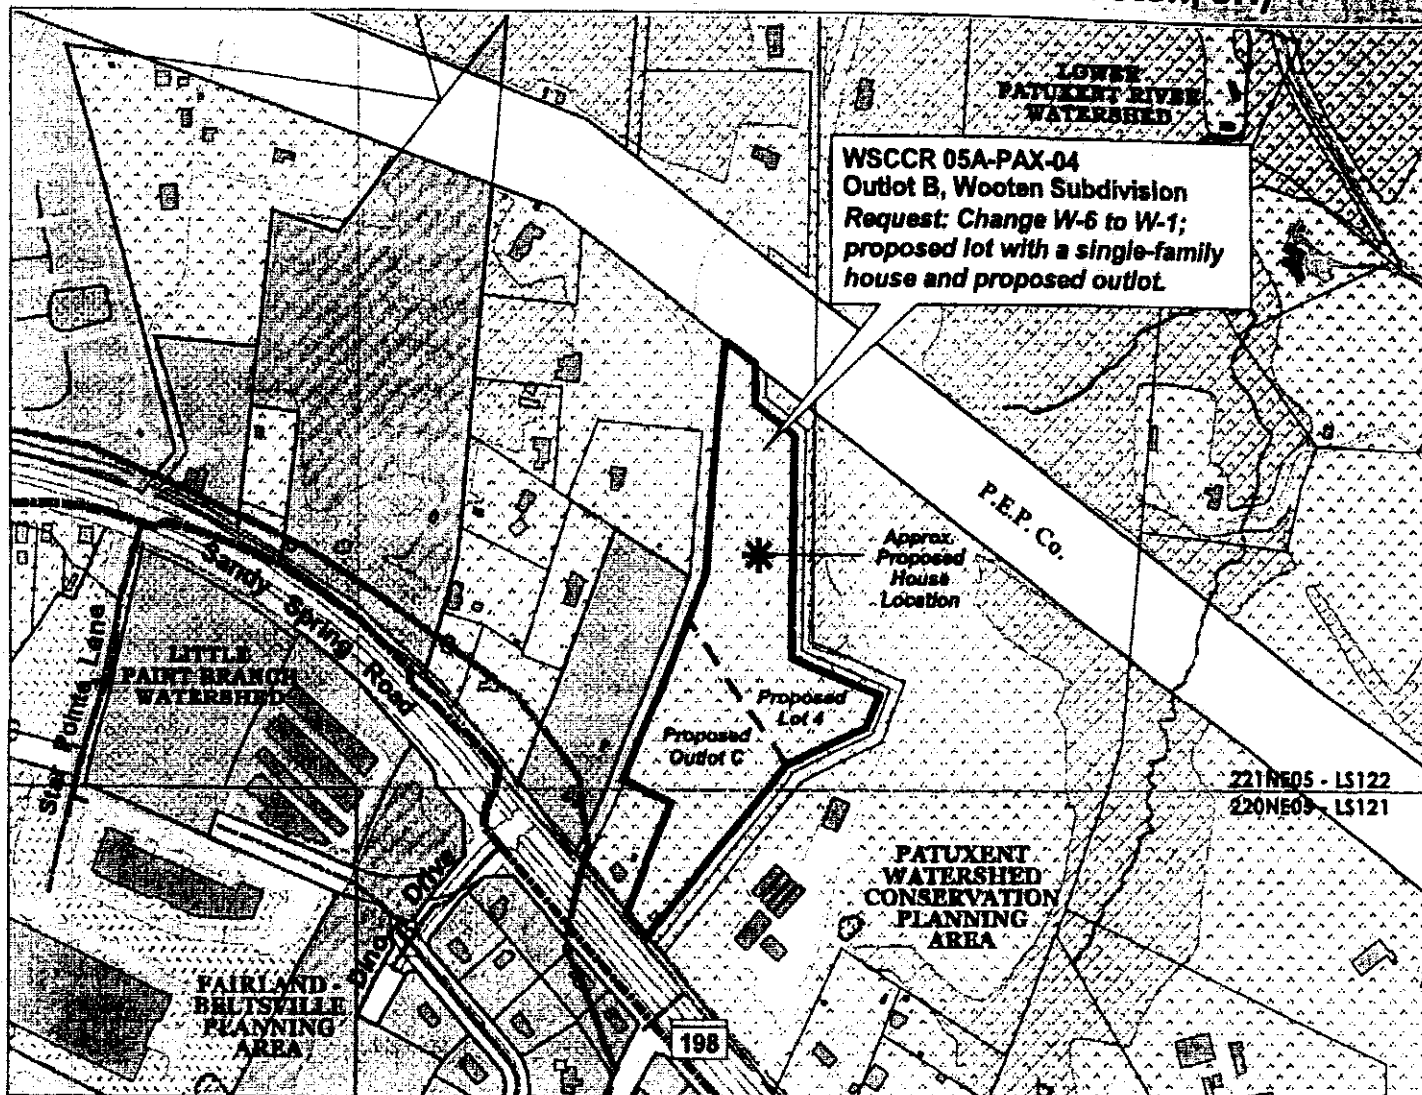 LOWER
PATUXENT RIVER
WATERSHED
WSCCR 05A-PAX-04
Outlot B, Wooten Subdivision
Request: Change W-6 to W-1;
proposed lot with a single-family
house and proposed outlot.
P.E.P. Co.
Approx.
Proposed
House
Location
Sandy Spring Road
Star Pointe Lane
LITTLE
PAINT BRANCH
WATERSHED
Proposed
Lot 4
Proposed
Outlot C
221NE05 - LS122
220NE05 - LS121
Dino Drive
PATUXENT
WATERSHED
CONSERVATION
PLANNING
AREA
FAIRLAND -
BELTSVILLE
PLANNING
AREA
198